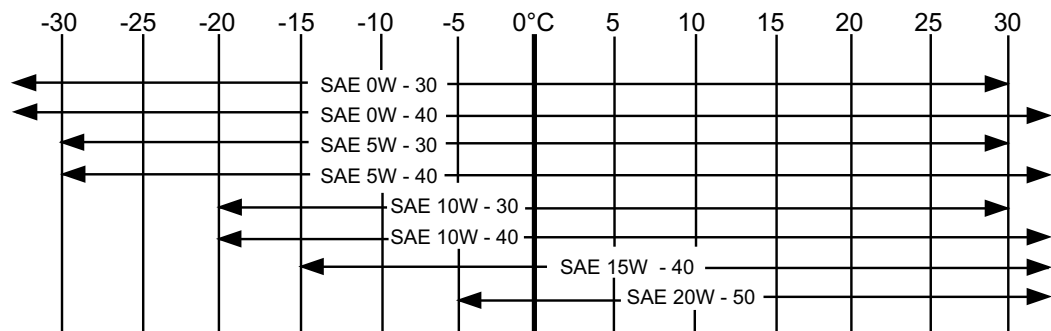 -30 -25 -20 -15 -10 -5 0°C 5 10 15 20 25 30
SAE 0W - 30
SAE 0W - 40
SAE 5W - 30
SAE 5W - 40
SAE 10W - 30
SAE 10W - 40
SAE 15W - 40
SAE 20W - 50